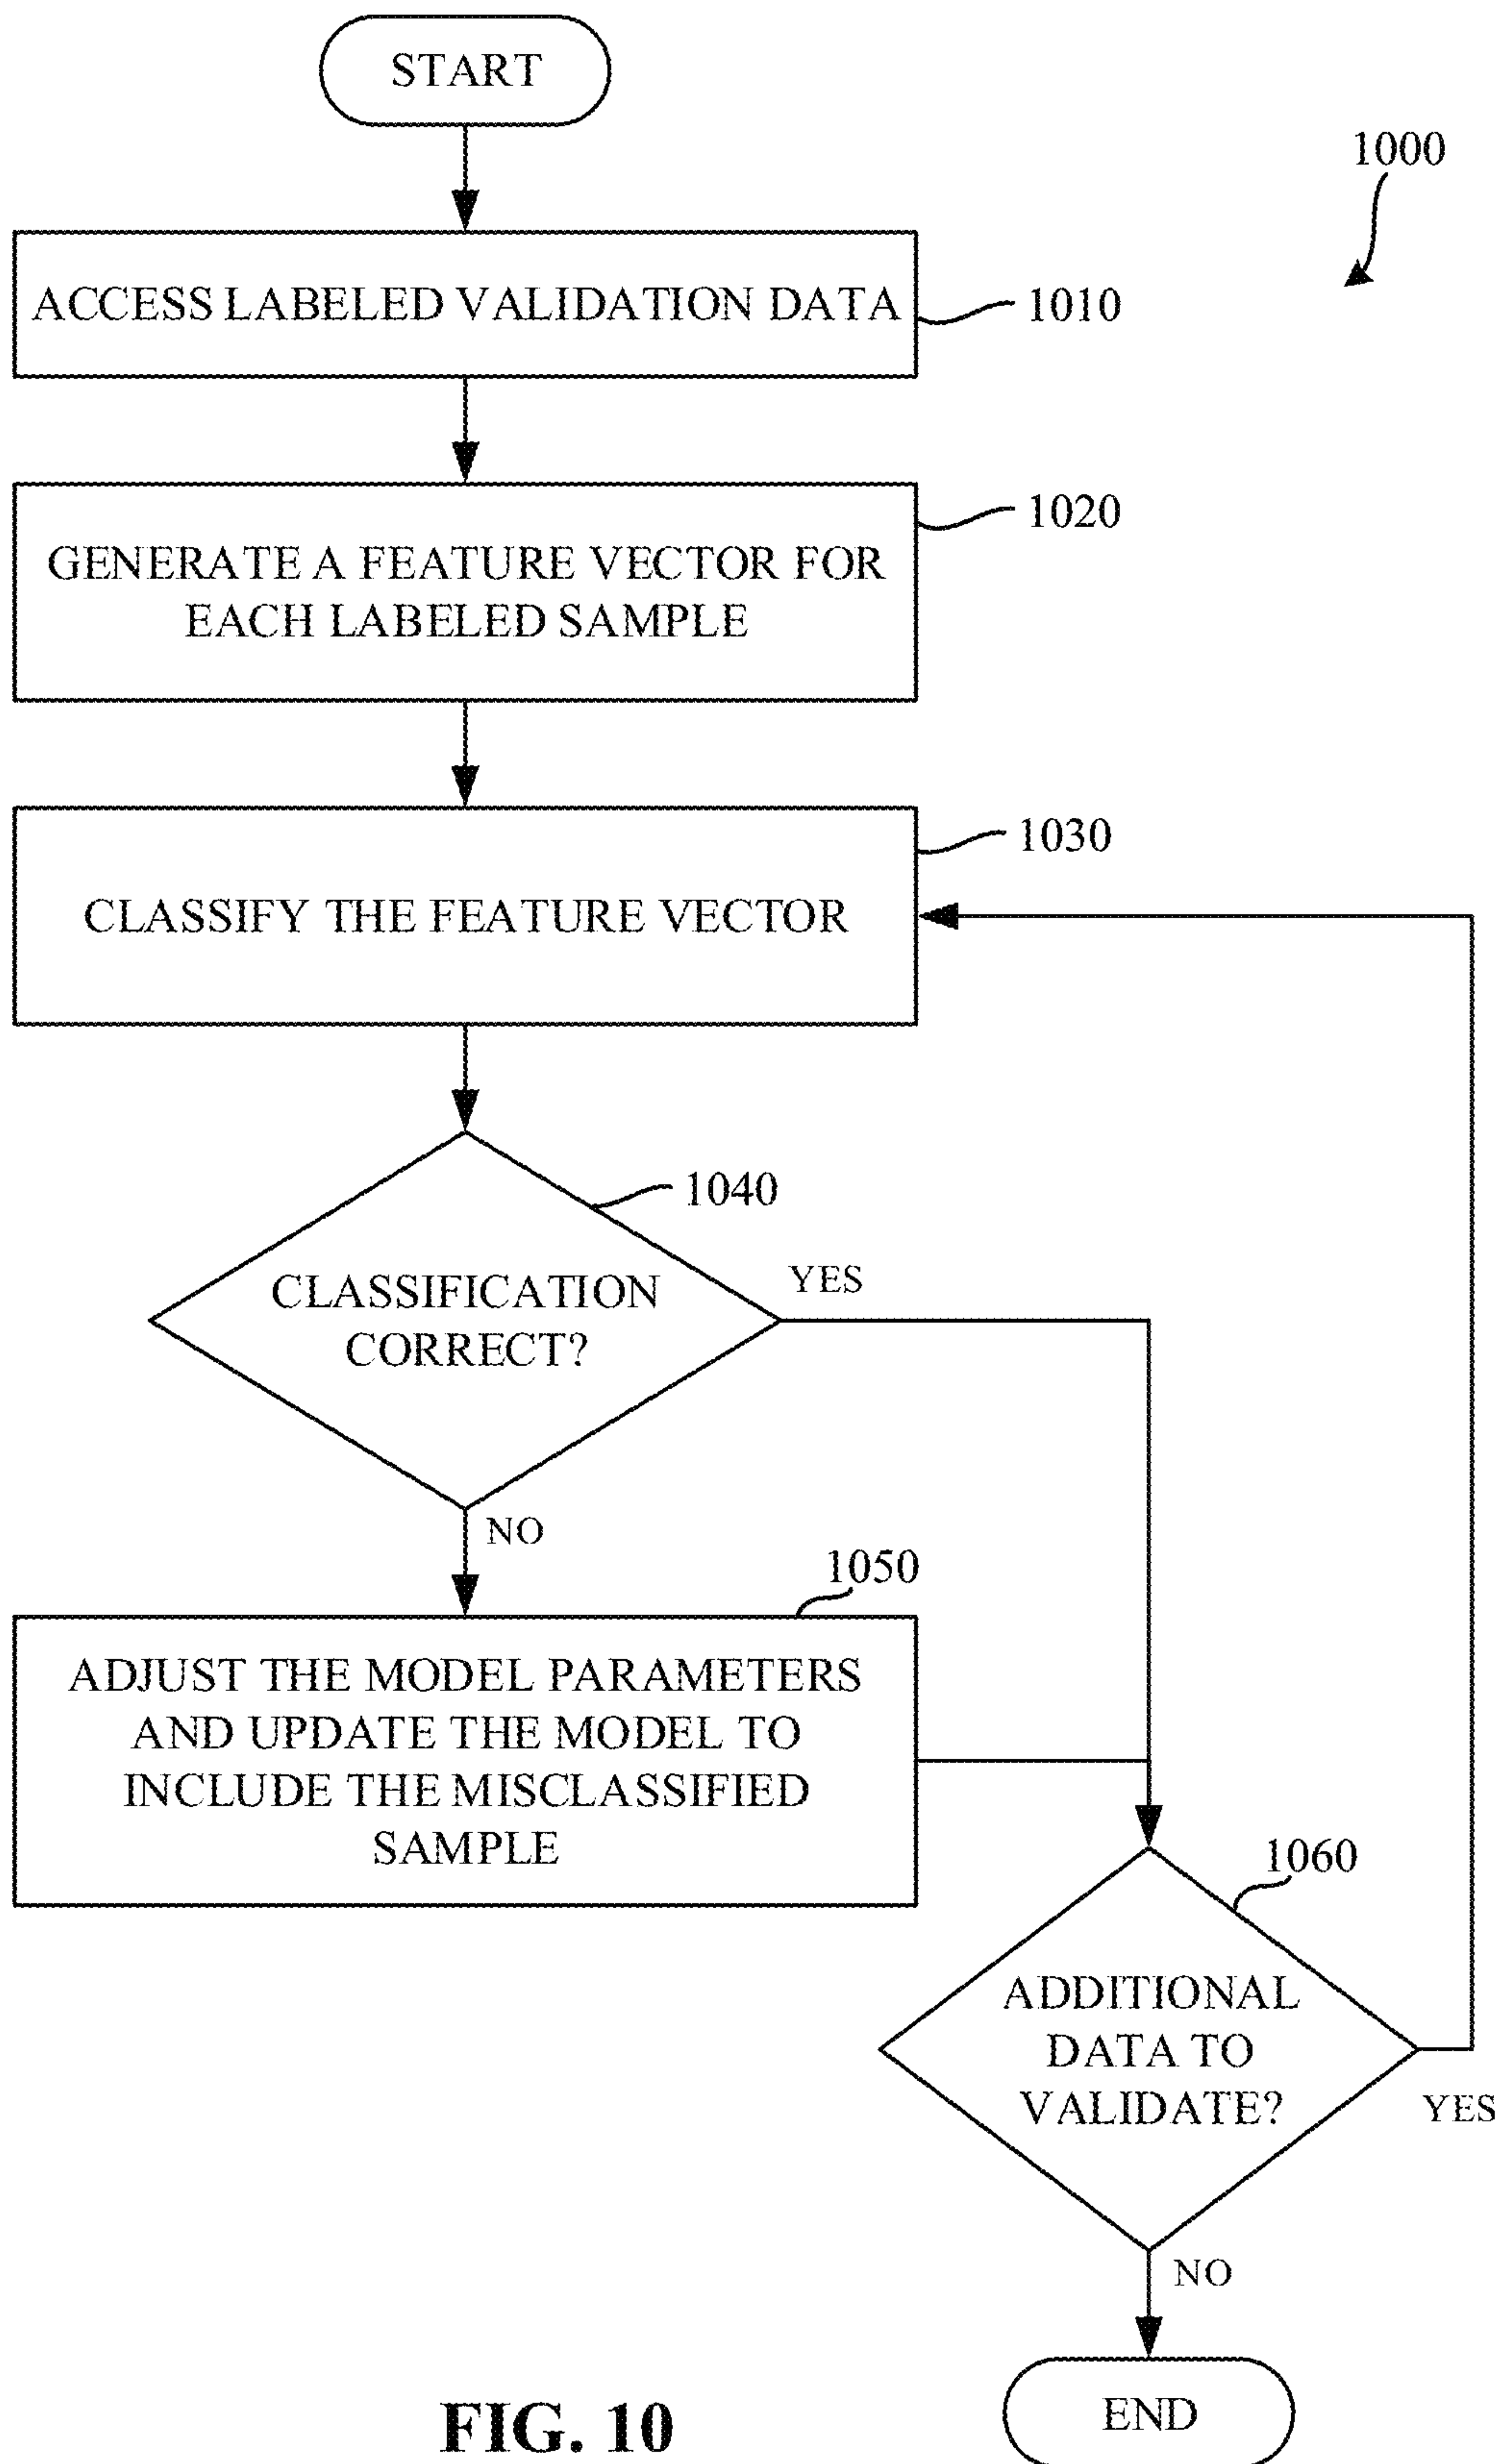 START
1000
ACCESS LABELED VALIDATION DATA
1010
1020
GENERATE A FEATURE VECTOR FOR
EACH LABELED SAMPLE
1030
CLASSIFY THE FEATURE VECTOR
1040
YES
CLASSIFICATION
CORRECT?
NO
1050
ADJUST THE MODEL PARAMETERS
AND UPDATE THE MODEL TO
INCLUDE THE MISCLASSIFIED
SAMPLE
1060
ADDITIONAL
DATA TO
VALIDATE?
YES
NO
END
FIG. 10